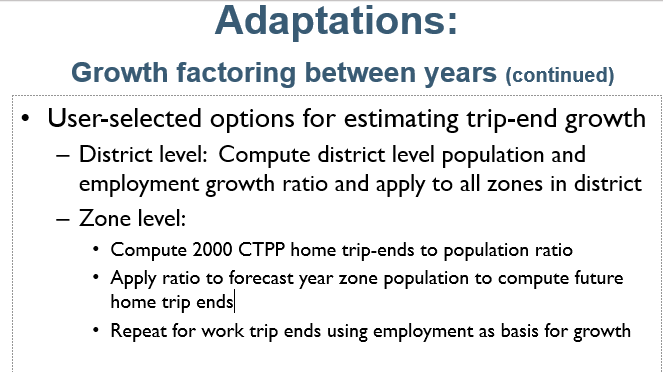 Adaptations:
Growth factoring between years (continued)
• User-selected options for estimating trip-end growth
– District level: Compute district level population and
employment growth ratio and apply to all zones in district
– Zone level:
• Compute 2000 CTPP home trip-ends to population ratio
• Apply ratio to forecast year zone population to compute future
home trip ends
• Repeat for work trip ends using employment as basis for growth